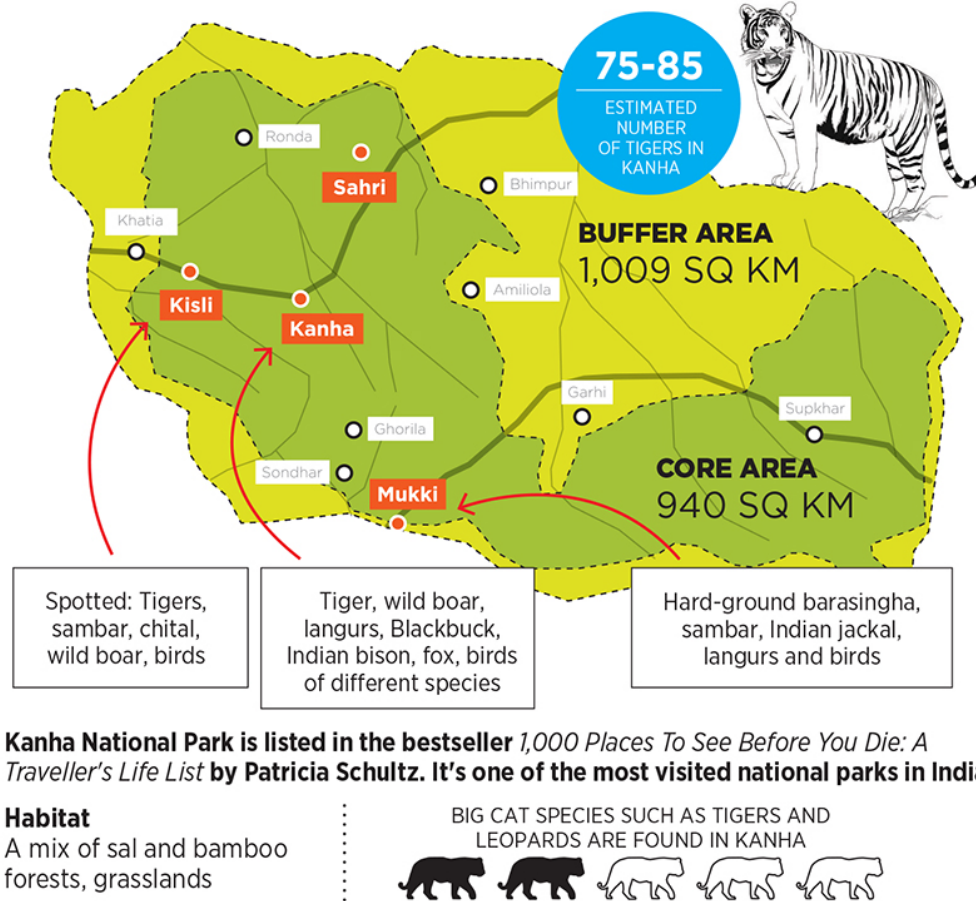 75-85
ESTIMATED
NUMBER
OF TIGERS IN
KANHA
Ronda
Sahri
Bhimpur
Khatia
BUFFER AREA
1,009 SQ KM
Kisli
Amiliola
Kanha
Garhi
Supkhar
Ghorila
CORE AREA
940 SQ KM
Sondhar
Mukki
Spotted: Tigers,
sambar, chital,
wild boar, birds
Tiger, wild boar,
langurs, Blackbuck,
Indian bison, fox, birds
of different species
Hard-ground barasingha,
sambar, Indian jackal,
langurs and birds
Kanha National Park is listed in the bestseller 1,000 Places To See Before You Die: A
Traveller's Life List by Patricia Schultz. It's one of the most visited national parks in
Habitat
A mix of sal and bamboo
forests, grasslands
BIG CAT SPECIES SUCH AS TIGERS AND
LEOPARDS ARE FOUND IN KANHA